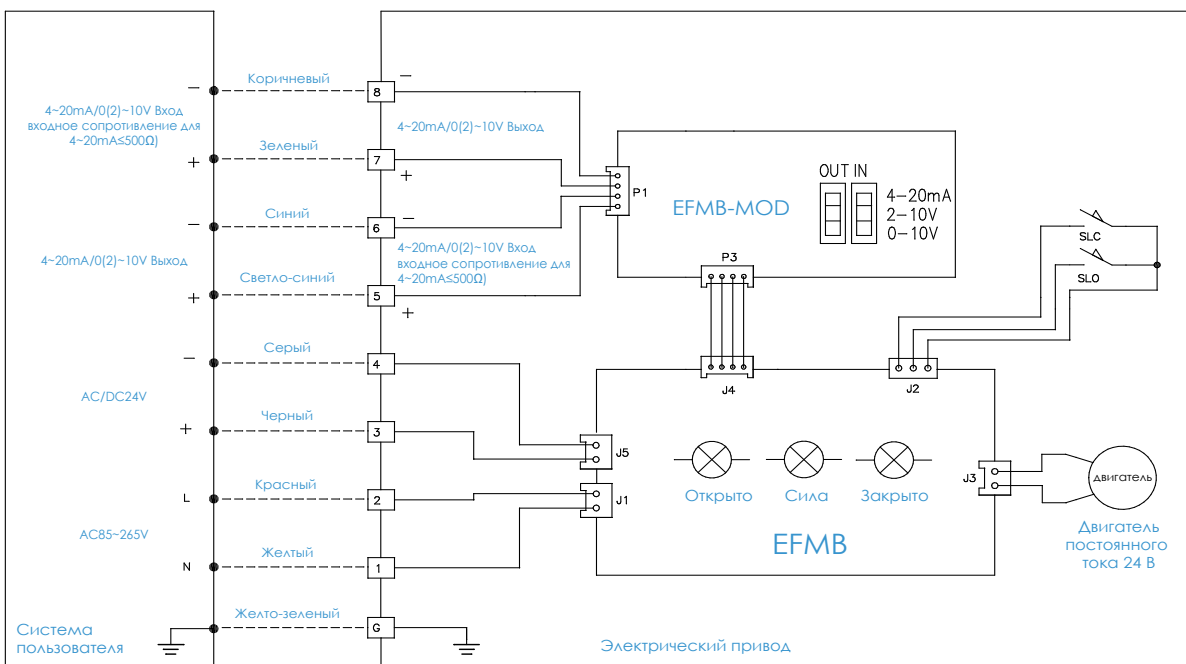 Коричневый
−
8
−
4~20mA/0(2)~10V Вход
входное сопротивление для
4~20mA≤500Ω)
4~20mA/0(2)~10V Выход
Зеленый
+
7
+
P1
EFMB-MOD
OUT IN
4-20mA
2-10V
0-10V
Синий
−
6
−
SLC
4~20mA/0(2)~10V Выход
4~20mA/0(2)~10V Вход
входное сопротивление для
4~20mA≤500Ω)
P3
SLO
Светло-синий
+
5
+
Серый
−
4
J4
J2
AC/DC24V
Черный
+
3
J5
J3
двигатель
Красный
L
2
J1
Открыто
Сила
Закрыто
AC85~265V
EFMB
Двигатель
постоянного
тока 24 В
Желтый
N
1
Желто-зеленый
G
Система
пользователя
Электрический привод